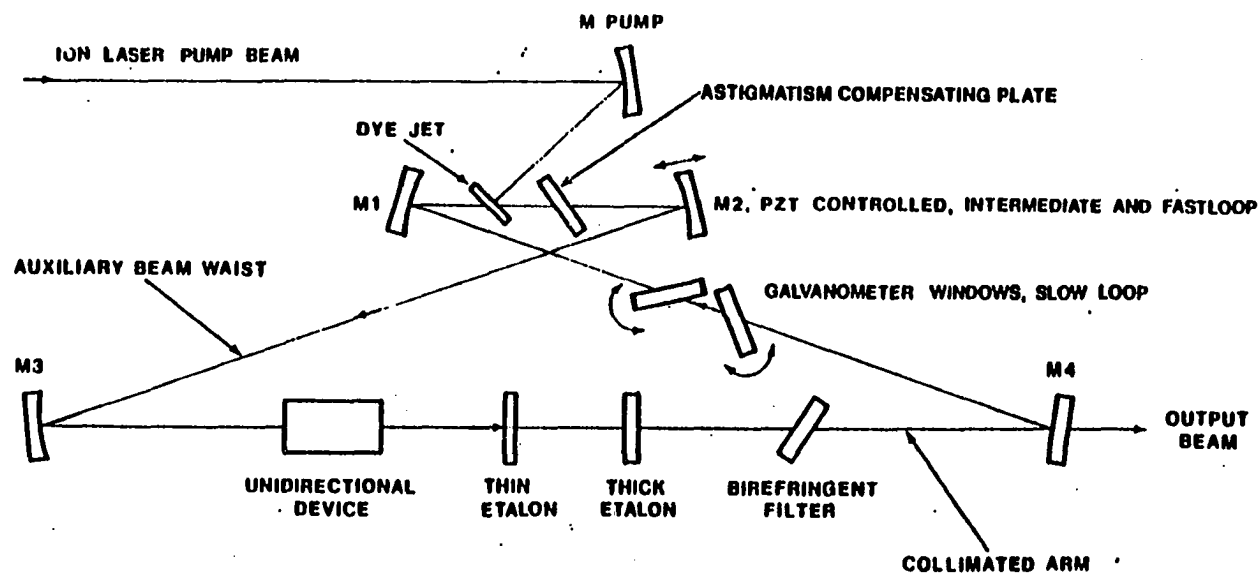 M PUMP
ION LASER PUMP BEAM
ASTIGMATISM COMPENSATING PLATE
DYE JET
M1
M2, PZT CONTROLLED, INTERMEDIATE AND FASTLOOP
AUXILIARY BEAM WAIST
GALVANOMETER WINDOWS, SLOW LOOP
M3
M4
OUTPUT
BEAM
UNIDIRECTIONAL
DEVICE
THIN
ETALON
THICK
ETALON
BIREFRINGENT
FILTER
COLLIMATED ARM